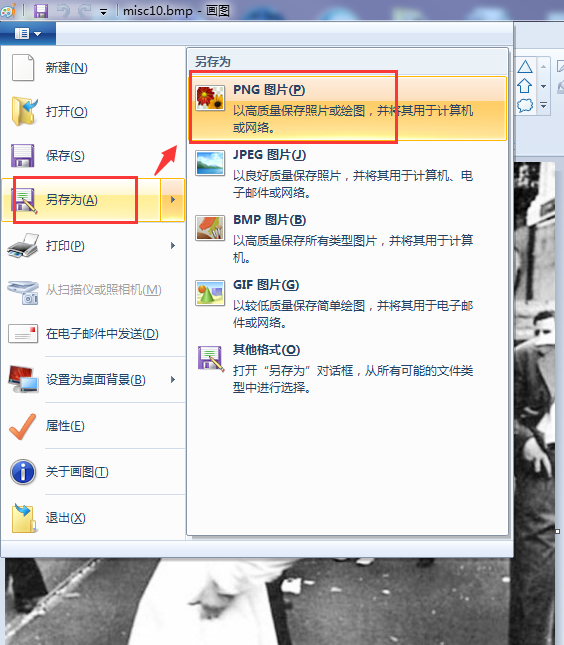 misc10.bmp - 画图
新建(N)
打开(O)
保存(S)
另存为(A)
打印(P)
从扫描仪或照相机(M)
在电子邮件中发送(D)
设置为桌面背景(B)
属性(E)
关于画图(T)
退出(X)
另存为
PNG 图片(P)
以高质量保存照片或绘图，并将其用于计算机
或网络。
JPEG 图片(J)
以良好质量保存照片，并将其用于计算机、电
子邮件或网络。
BMP 图片(B)
以高质量保存所有类型图片，并将其用于计算
机。
GIF 图片(G)
以较低质量保存简单绘图，并将其用于电子邮
件或网络。
其他格式(O)
打开“另存为”对话框，从所有可能的文件类
型中进行选择。